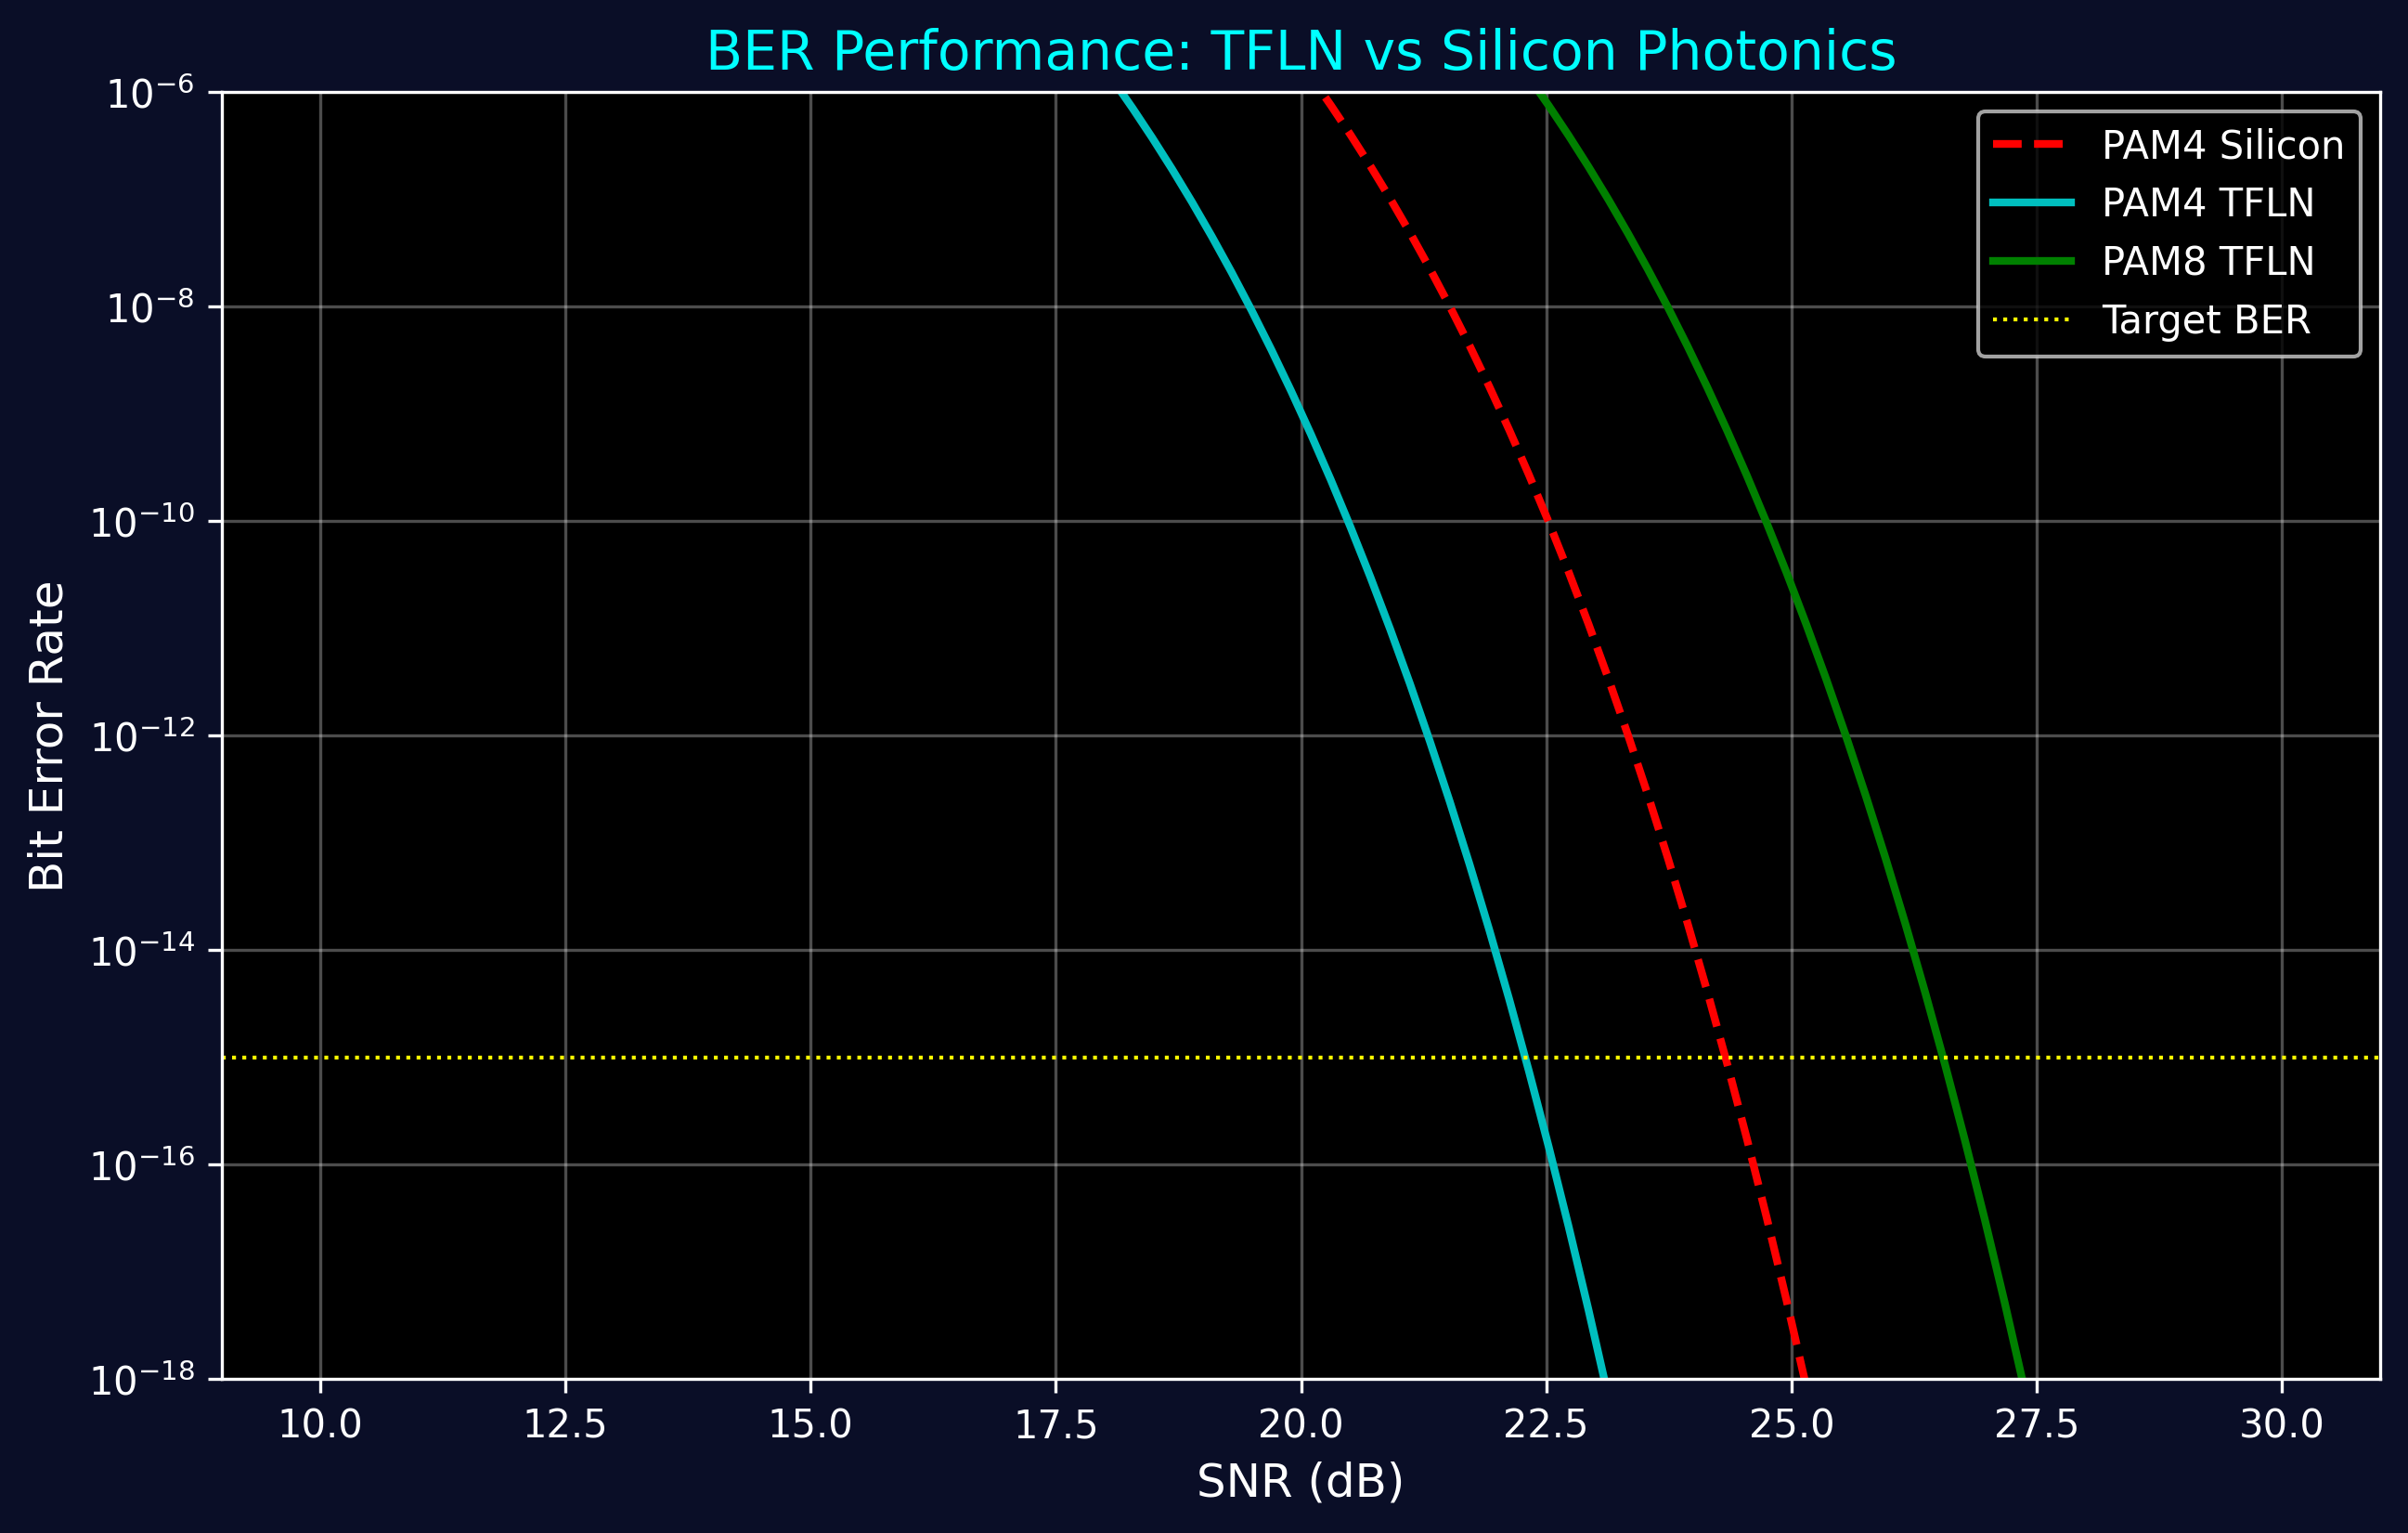 BER Performance: TFLN vs Silicon Photonics
PAM4 Silicon
PAM4 TFLN
PAM8 TFLN
Target BER
Bit Error Rate
10⁻⁶
10⁻⁸
10⁻¹⁰
10⁻¹²
10⁻¹⁴
10⁻¹⁶
10⁻¹⁸
10.0 12.5 15.0 17.5 20.0 22.5 25.0 27.5 30.0
SNR (dB)